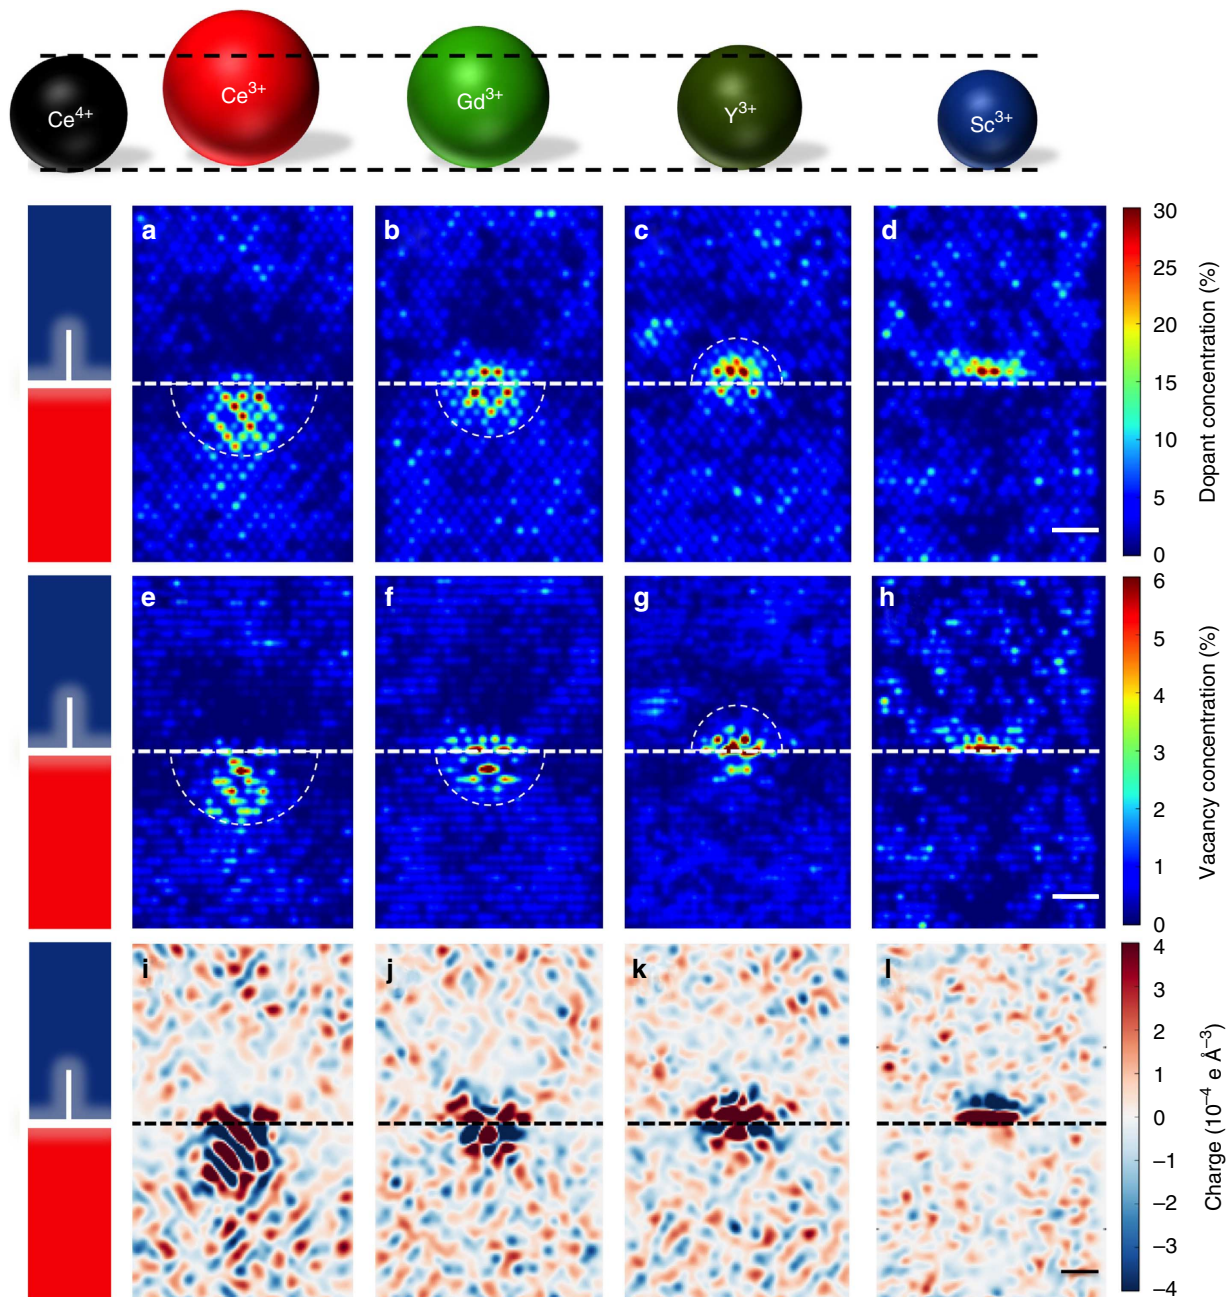 Ce4+
Ce3+
Gd3+
Y3+
Sc3+
a
b
c
d
30
25
20
15
10
5
0
Dopant concentration (%)
e
f
g
h
6
5
4
3
2
1
0
Vacancy concentration (%)
i
j
k
l
4
3
2
1
0
–1
–2
–3
–4
Charge (10–4 e Å–3)